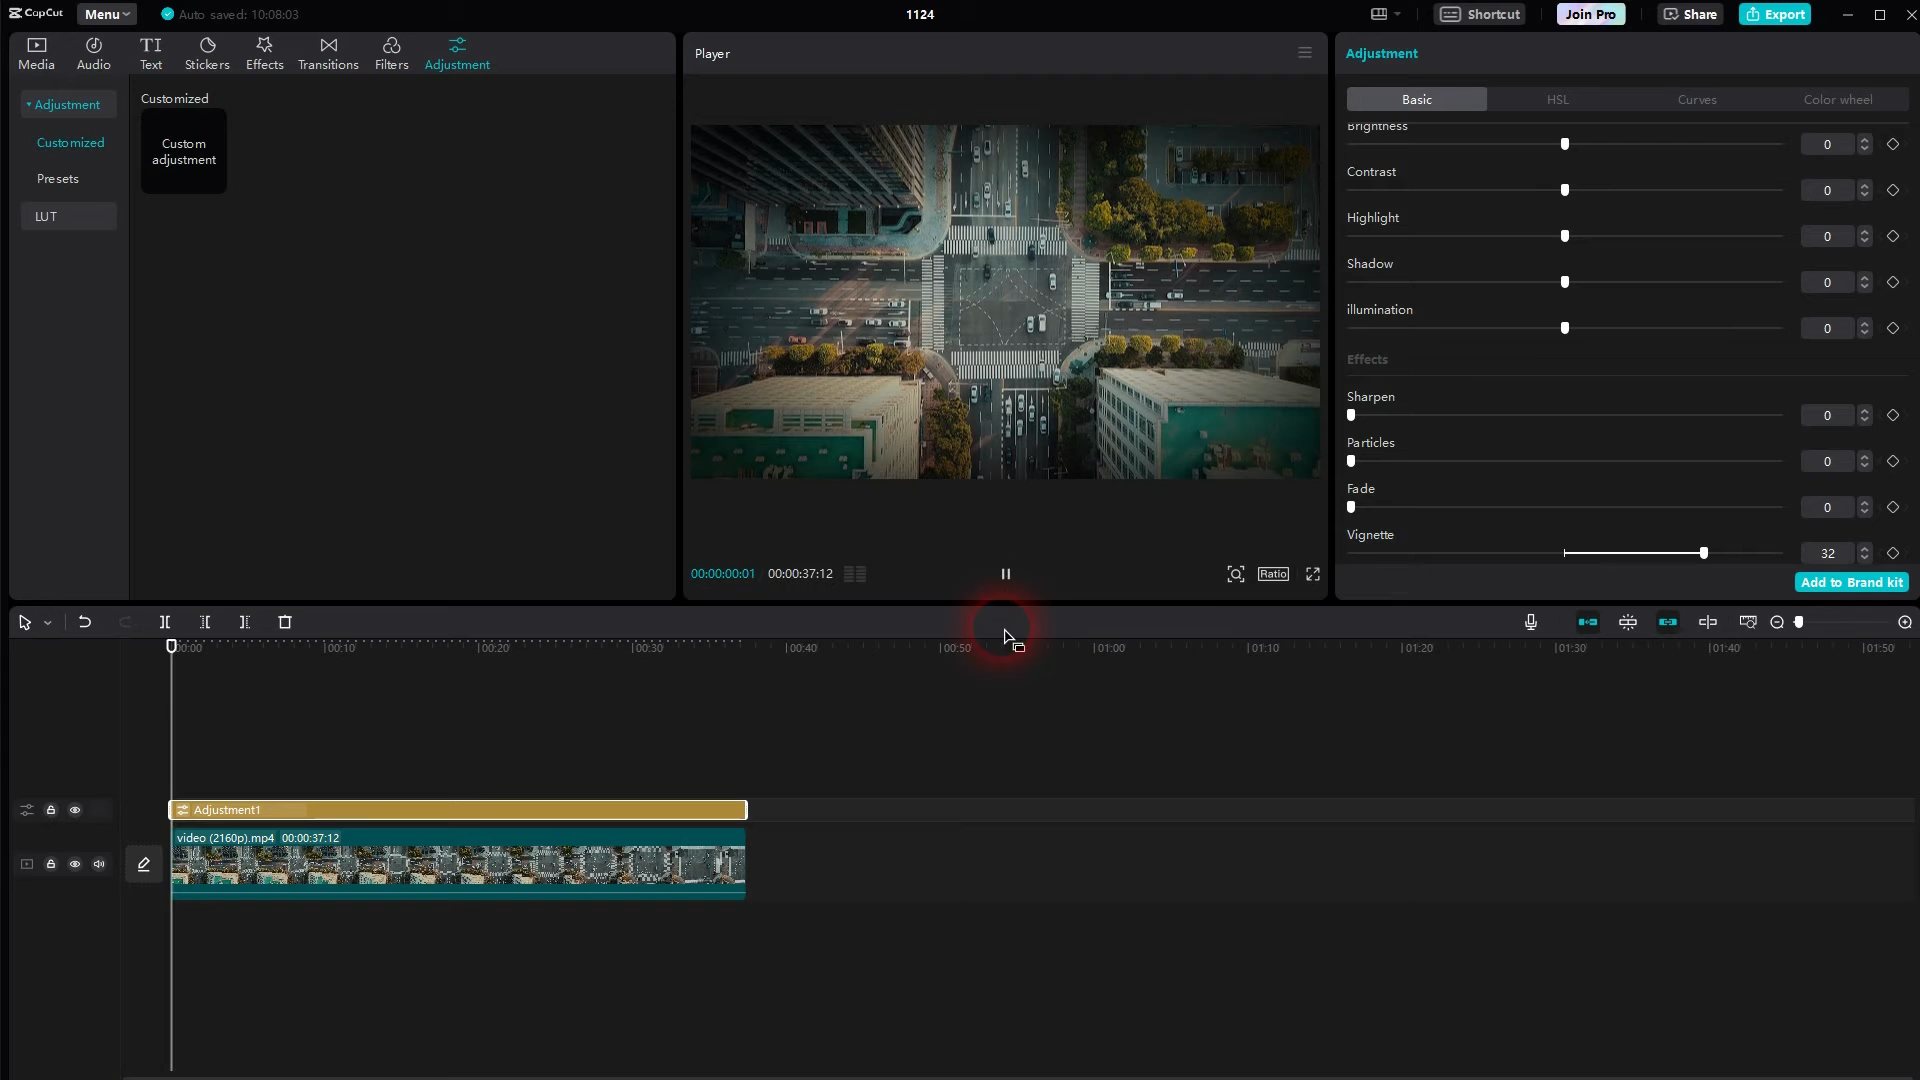 CapCut
Menu
Auto saved: 10:08:03
1124
Shortcut
Join Pro
Share
Export
Media
Audio
Text
Stickers
Effects
Transitions
Filters
Adjustment
Adjustment
Customized
Presets
LUT
Customized
Custom
adjustment
Player
00:00:00:01
00:00:37:12
Ratio
Adjustment
Basic
HSL
Curves
Color wheel
Brightness
0
Contrast
0
Highlight
0
Shadow
0
illumination
0
Effects
Sharpen
0
Particles
0
Fade
0
Vignette
32
Add to Brand kit
00:00
00:10
00:20
00:30
00:40
00:50
01:00
01:10
01:20
01:30
01:40
01:50
Adjustment1
video (2160p).mp4 00:00:37:12